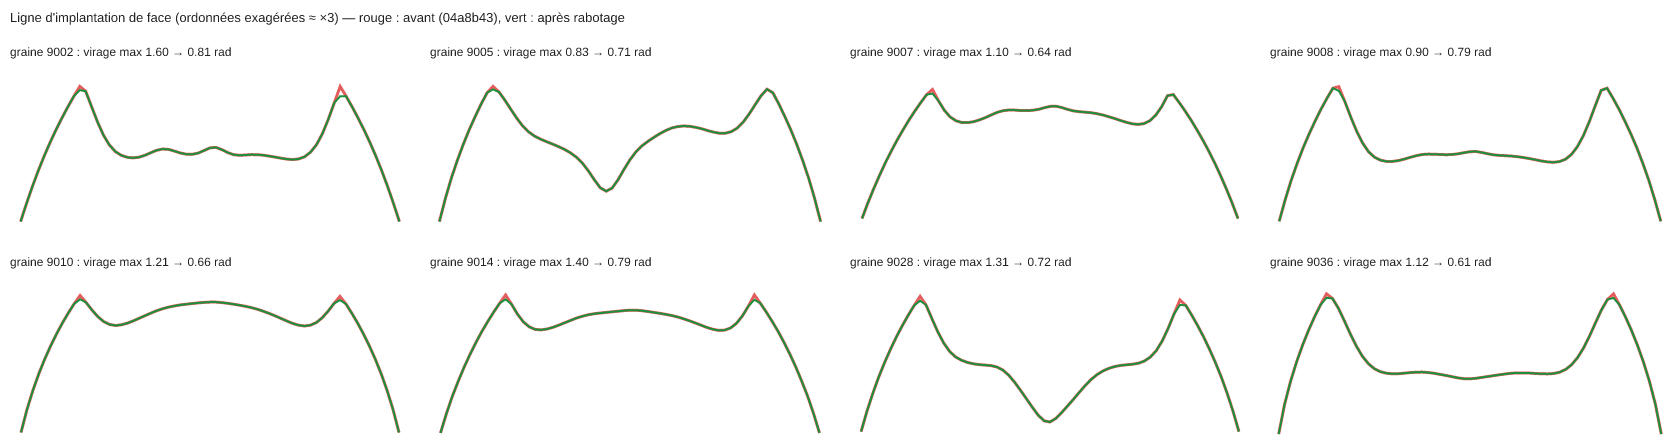 Ligne d'implantation de face (ordonnées exagérées ≈ ×3) — rouge : avant (04a8b43), vert : après rabotage
graine 9002 : virage max 1.60 → 0.81 rad
graine 9005 : virage max 0.83 → 0.71 rad
graine 9007 : virage max 1.10 → 0.64 rad
graine 9008 : virage max 0.90 → 0.79 rad
graine 9010 : virage max 1.21 → 0.66 rad
graine 9014 : virage max 1.40 → 0.79 rad
graine 9028 : virage max 1.31 → 0.72 rad
graine 9036 : virage max 1.12 → 0.61 rad